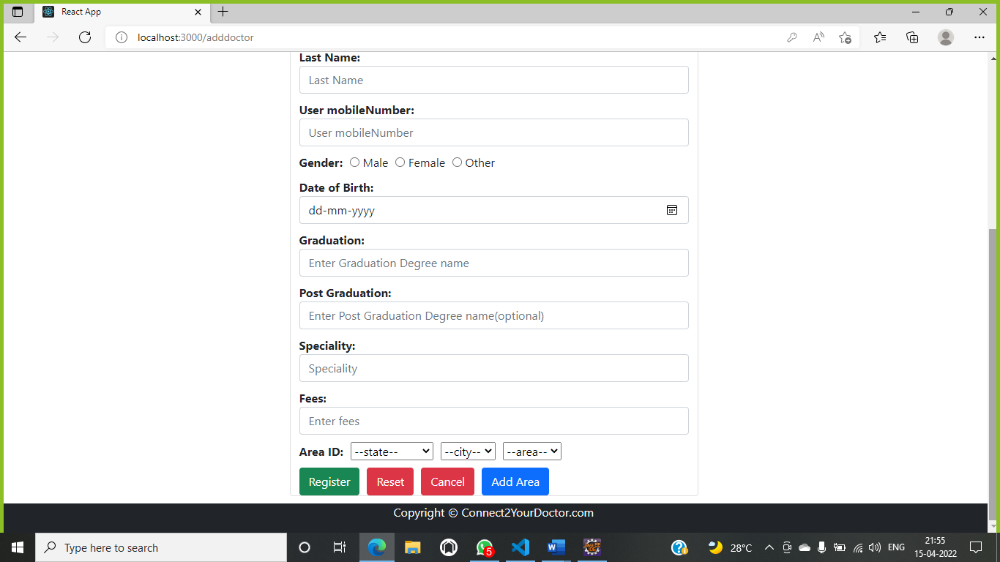 React App
localhost:3000/adddoctor
Last Name:
Last Name
User mobileNumber:
User mobileNumber
Gender: Male Female Other
Date of Birth:
dd-mm-yyyy
Graduation:
Enter Graduation Degree name
Post Graduation:
Enter Post Graduation Degree name(optional)
Speciality:
Speciality
Fees:
Enter fees
Area ID: --state-- --city-- --area--
Register Reset Cancel Add Area
Copyright © Connect2YourDoctor.com
Type here to search
5
Java EE
IDE
28°C
ENG
21:55
15-04-2022